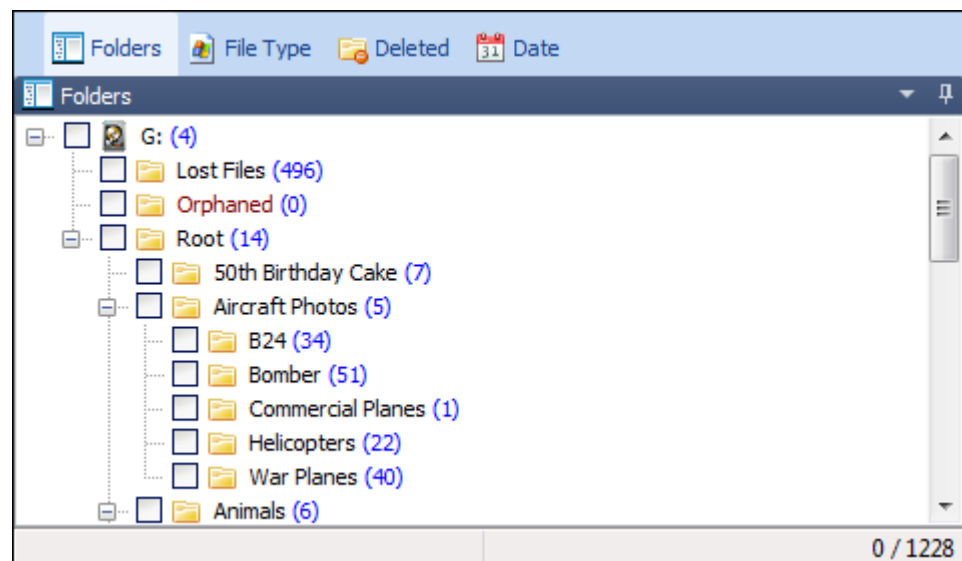 Folders File Type Deleted 31 Date
Folders
G: (4)
Lost Files (496)
Orphaned (0)
Root (14)
50th Birthday Cake (7)
Aircraft Photos (5)
B24 (34)
Bomber (51)
Commercial Planes (1)
Helicopters (22)
War Planes (40)
Animals (6)
0 / 1228